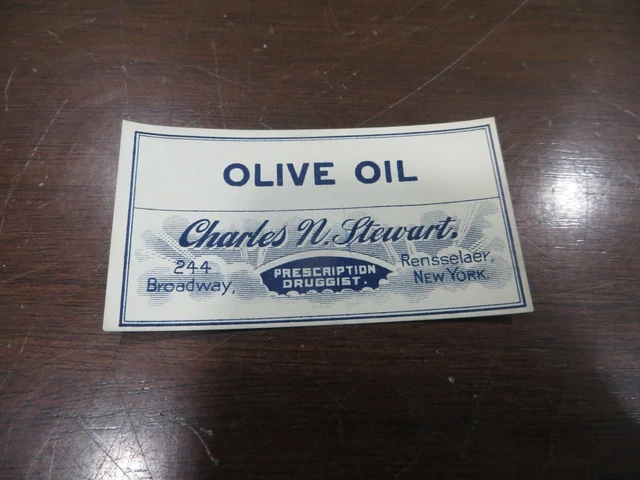 OLIVE OIL
Charles N. Stewart.
244 Broadway,
PRESCRIPTION DRUGGIST.
Rensselaer, NEW YORK.